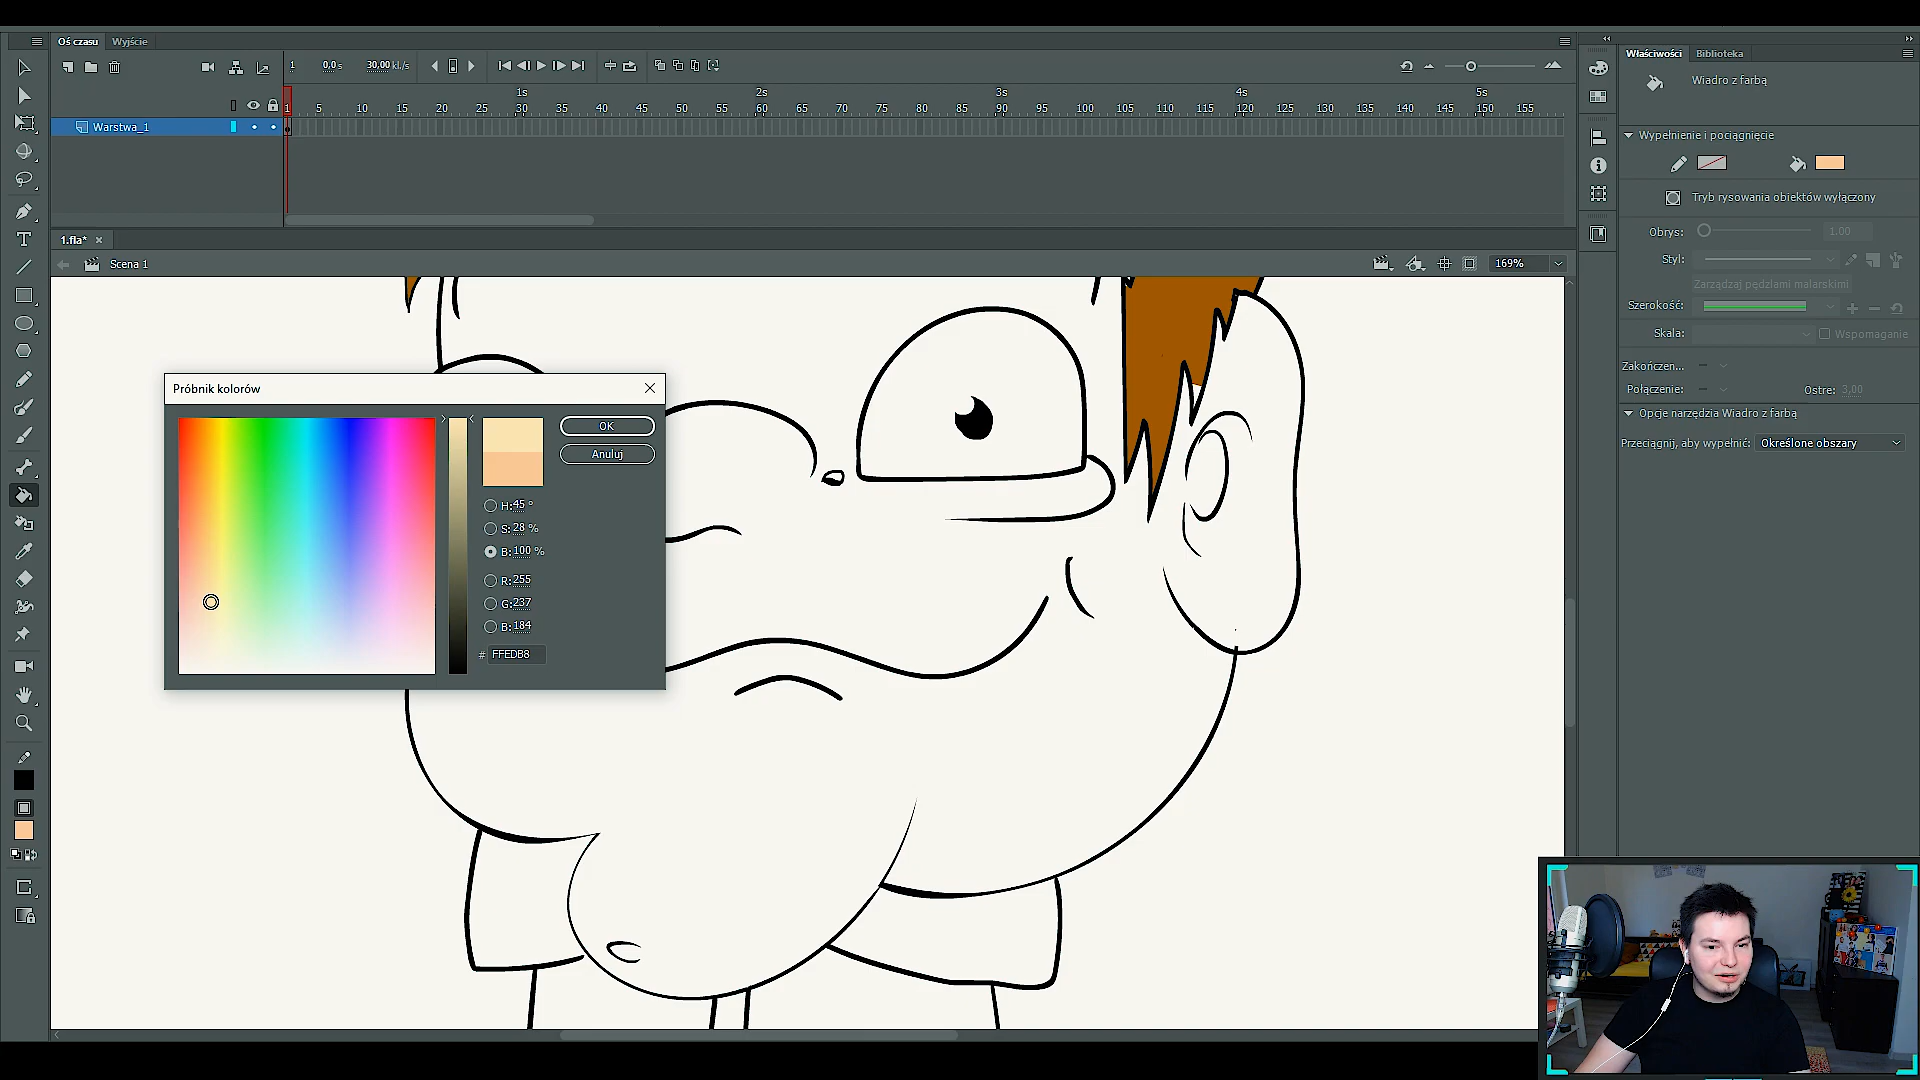 Oś czasu Wyjście
1 0,0 s 30,00 kl./s
1s 2s 3s 4s 5s
1 5 10 15 20 25 30 35 40 45 50 55 60 65 70 75 80 85 90 95 100 105 110 115 120 125 130 135 140 145 150 155
Warstwa_1
1.fla* ×
Scena 1
169%
Próbnik kolorów
OK
Anuluj
H: 45 °
S: 28 %
B: 100 %
R: 255
G: 237
B: 184
# FFEDB8
Właściwości Biblioteka
Wiadro z farbą
Wypełnienie i pociągnięcie
Tryb rysowania obiektów wyłączony
Obrys: 1.00
Styl:
Zarządzaj pędzlami malarskimi
Szerokość:
Skala: Wspomaganie
Zakończen...
Połączenie: Ostre: 3,00
Opcje narzędzia Wiadro z farbą
Przeciągnij, aby wypełnić: Określone obszary